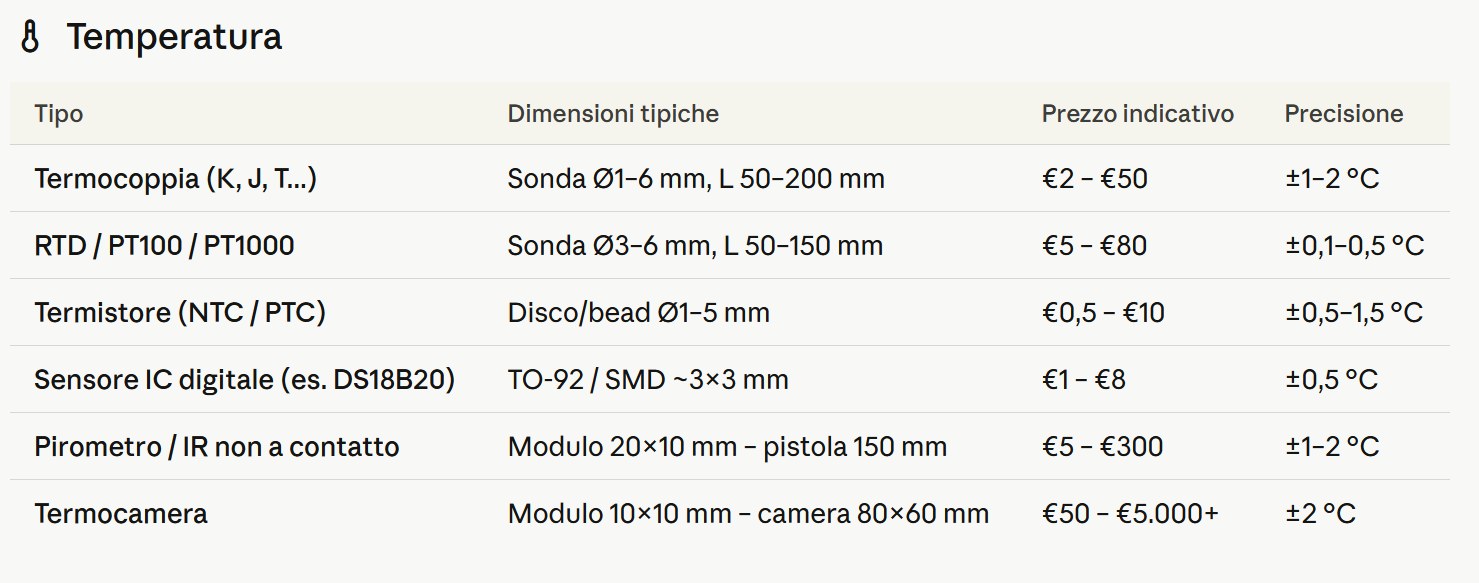 Temperatura
Tipo Dimensioni tipiche Prezzo indicativo Precisione
Termocoppia (K, J, T...) Sonda Ø1–6 mm, L 50–200 mm €2 – €50 ±1–2 °C
RTD / PT100 / PT1000 Sonda Ø3–6 mm, L 50–150 mm €5 – €80 ±0,1–0,5 °C
Termistore (NTC / PTC) Disco/bead Ø1–5 mm €0,5 – €10 ±0,5–1,5 °C
Sensore IC digitale (es. DS18B20) TO-92 / SMD ~3×3 mm €1 – €8 ±0,5 °C
Pirometro / IR non a contatto Modulo 20×10 mm – pistola 150 mm €5 – €300 ±1–2 °C
Termocamera Modulo 10×10 mm – camera 80×60 mm €50 – €5.000+ ±2 °C